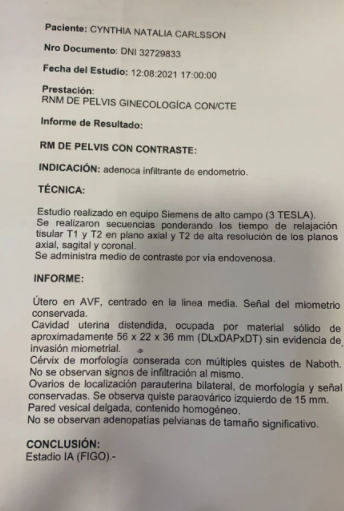 Paciente: CYNTHIA NATALIA CARLSSON
Nro Documento: DNI 32729833
Fecha del Estudio: 12:08:2021 17:00:00
Prestación:
RNM DE PELVIS GINECOLOGÍCA CON/CTE
Informe de Resultado:
RM DE PELVIS CON CONTRASTE:
INDICACIÓN: adenoca infiltrante de endometrio.
TÉCNICA:
Estudio realizado en equipo Siemens de alto campo (3 TESLA).
Se realizaron secuencias ponderando los tiempo de relajación
tisular T1 y T2 en plano axial y T2 de alta resolución de los planos
axial, sagital y coronal.
Se administra medio de contraste por via endovenosa.
INFORME:
Útero en AVF, centrado en la linea media. Señal del miometrio
conservada.
Cavidad uterina distendida, ocupada por material sólido de
aproximadamente 56 x 22 x 36 mm (DLxDAPxDT) sin evidencia de
invasión miometrial.
Cérvix de morfología conserada con múltiples quistes de Naboth.
No se observan signos de infiltración al mismo.
Ovarios de localización parauterina bilateral, de morfología y señal
conservadas. Se observa quiste paraovárico izquierdo de 15 mm.
Pared vesical delgada, contenido homogéneo.
No se observan adenopatías pelvianas de tamaño significativo.
CONCLUSIÓN:
Estadio IA (FIGO).-